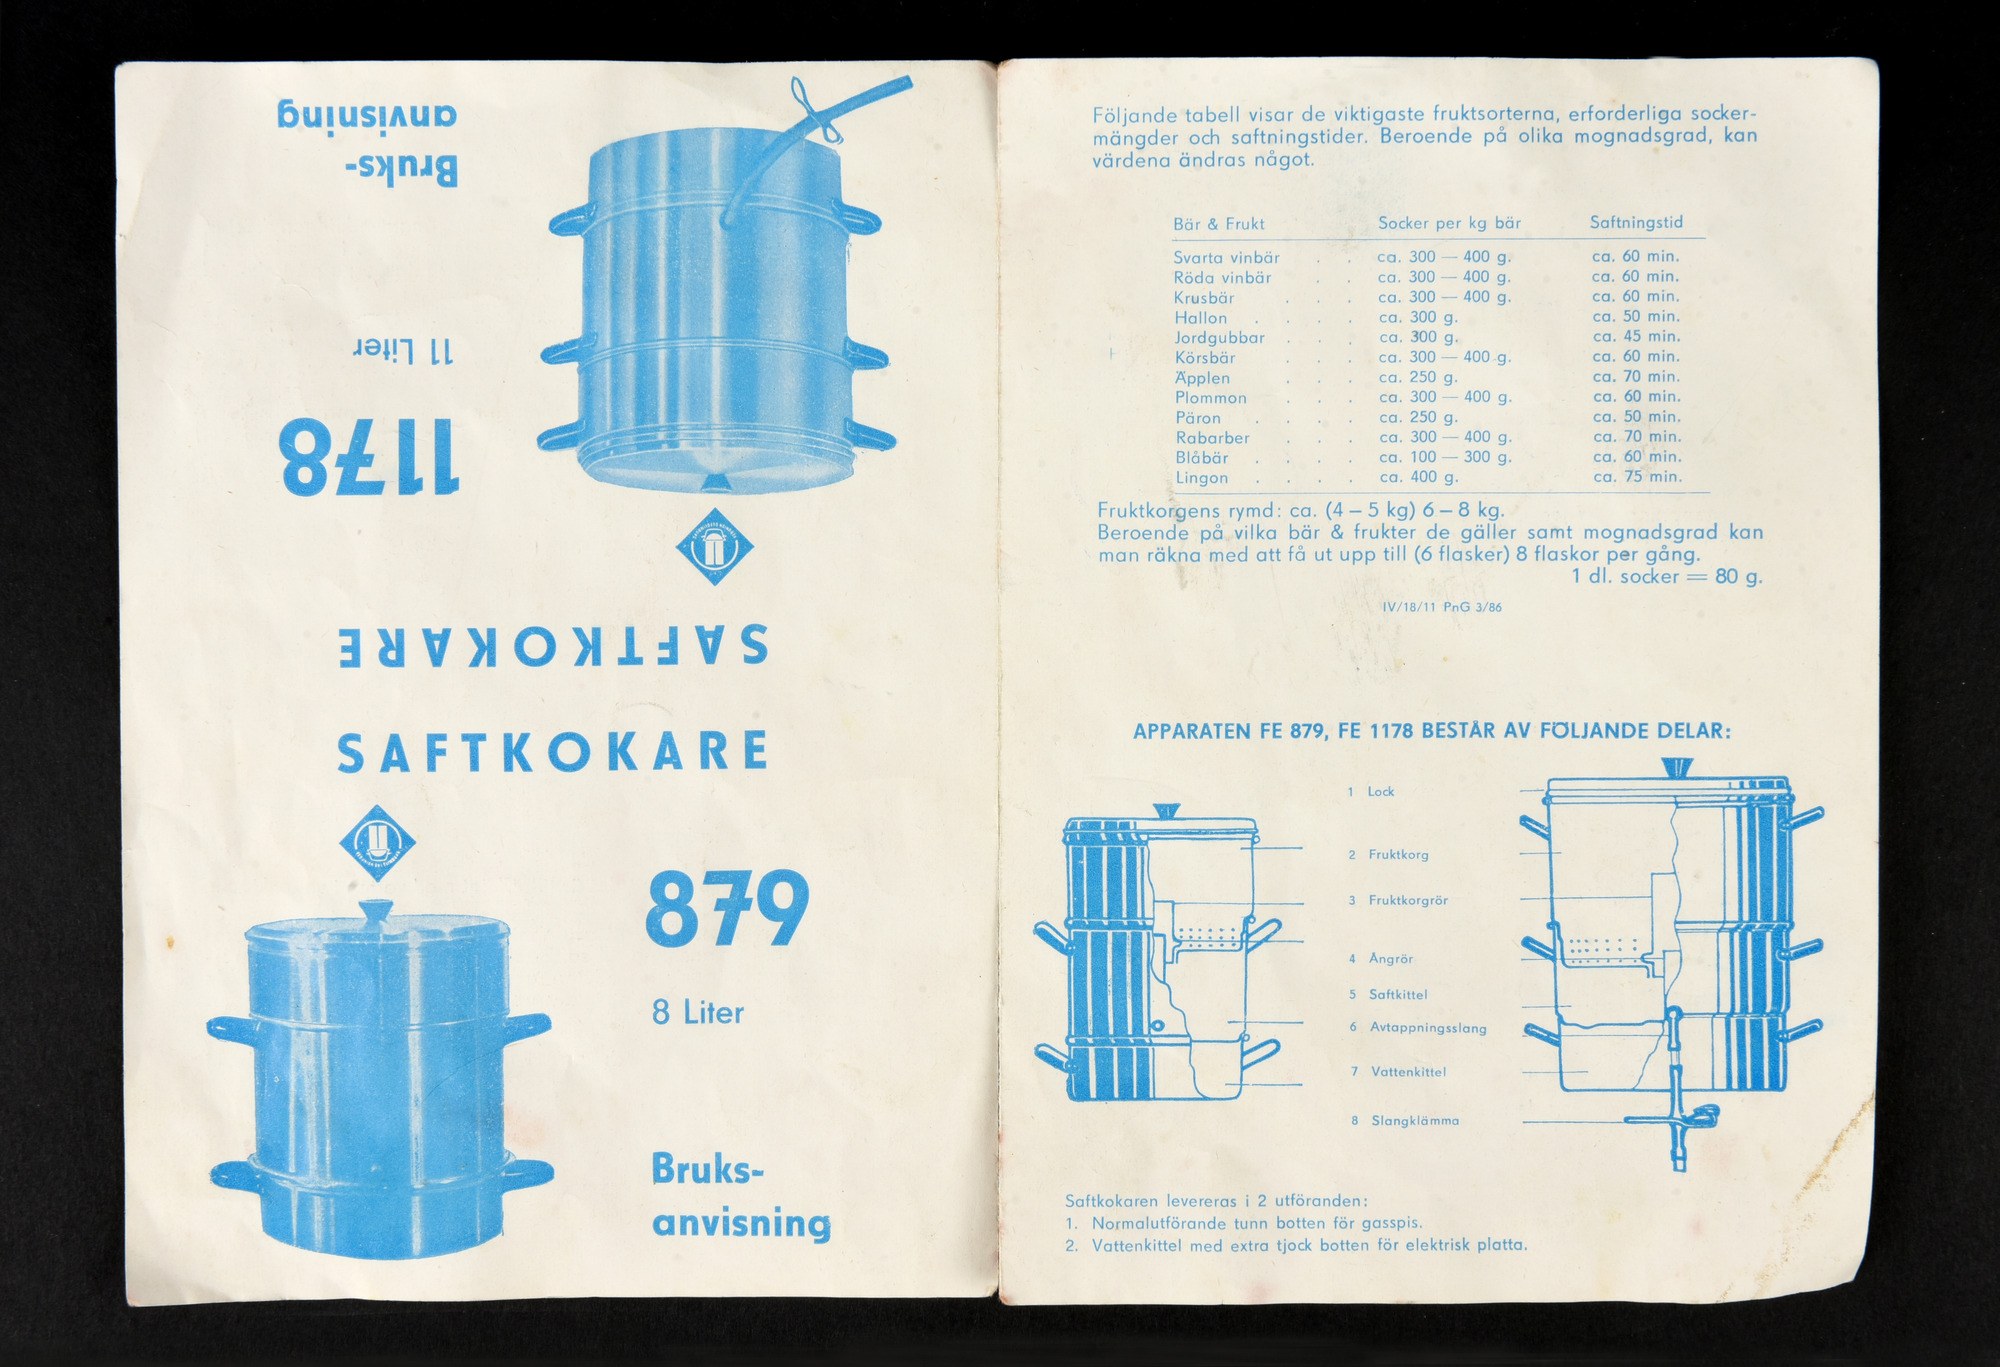 Bruks-
anvisning
11 Liter
1178
SAFTKOKARE
SAFTKOKARE
879
8 Liter
Bruks-
anvisning
Följande tabell visar de viktigaste fruktsorterna, erforderliga socker-
mängder och saftningstider. Beroende på olika mognadsgrad, kan
värdena ändras något.
Bär & Frukt Socker per kg bär Saftningstid
Svarta vinbär . . ca. 300 — 400 g. ca. 60 min.
Röda vinbär . . ca. 300 — 400 g. ca. 60 min.
Krusbär . . . ca. 300 — 400 g. ca. 60 min.
Hallon . . . . ca. 300 g. ca. 50 min.
Jordgubbar . . . ca. 300 g. ca. 45 min.
Körsbär . . . ca. 300 — 400 g. ca. 60 min.
Äpplen . . . ca. 250 g. ca. 70 min.
Plommon . . . ca. 300 — 400 g. ca. 60 min.
Päron . . . . ca. 250 g. ca. 50 min.
Rabarber . . . ca. 300 — 400 g. ca. 70 min.
Blåbär . . . . ca. 100 — 300 g. ca. 60 min.
Lingon . . . . ca. 400 g. ca. 75 min.
Fruktkorgens rymd: ca. (4 – 5 kg) 6 – 8 kg.
Beroende på vilka bär & frukter de gäller samt mognadsgrad kan
man räkna med att få ut upp till (6 flasker) 8 flaskor per gång.
1 dl. socker = 80 g.
IV/18/11 PnG 3/86
APPARATEN FE 879, FE 1178 BESTÅR AV FÖLJANDE DELAR:
1 Lock
2 Fruktkorg
3 Fruktkorgrör
4 Ångrör
5 Saftkittel
6 Avtappningsslang
7 Vattenkittel
8 Slangklämma
Saftkokaren levereras i 2 utföranden:
1. Normalutförande tunn botten för gasspis.
2. Vattenkittel med extra tjock botten för elektrisk platta.